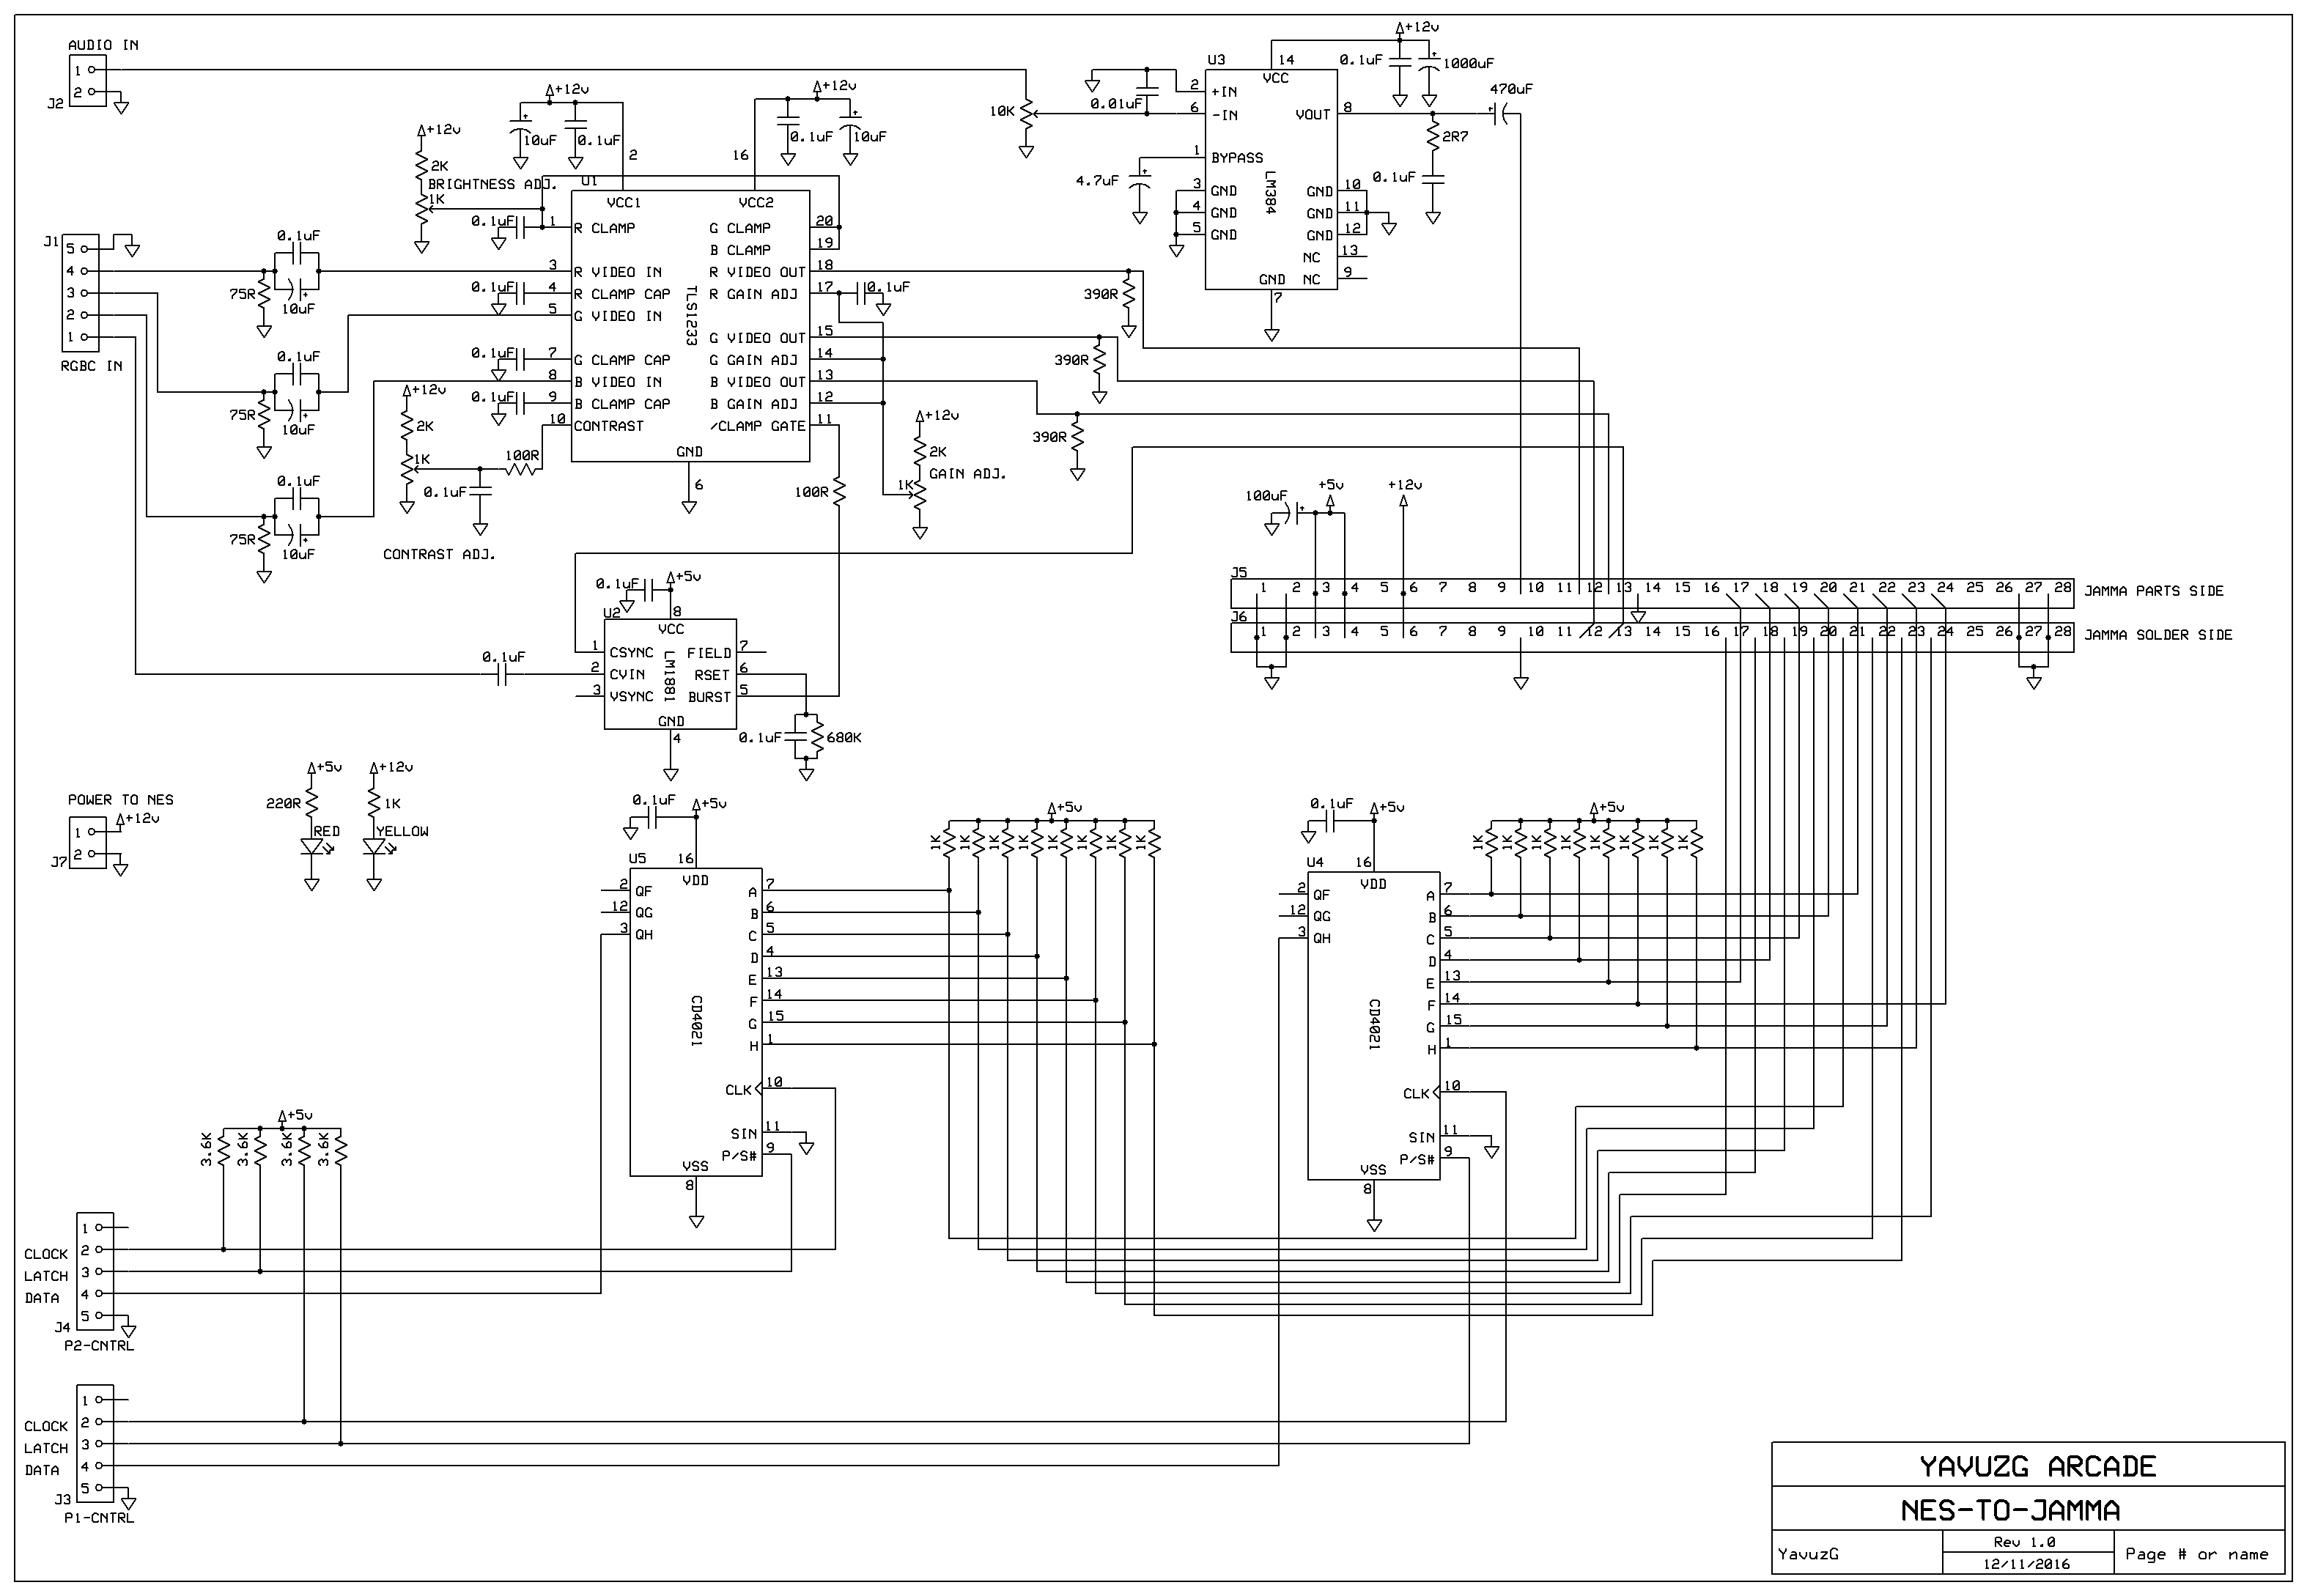 AUDIO IN
1
2
J2
+12v
10uF
0.1uF
2
+12v
0.1uF
10uF
16
+12v
2K
BRIGHTNESS ADJ.
1K
0.1uF
U1
VCC1
VCC2
1 R CLAMP
3 R VIDEO IN
4 R CLAMP CAP
5 G VIDEO IN
7 G CLAMP CAP
8 B VIDEO IN
9 B CLAMP CAP
10 CONTRAST
TLS1233
G CLAMP 20
B CLAMP 19
R VIDEO OUT 18
R GAIN ADJ 17
G VIDEO OUT 15
G GAIN ADJ 14
B VIDEO OUT 13
B GAIN ADJ 12
/CLAMP GATE 11
GND
6
0.1uF
0.1uF
0.1uF
0.1uF
J1
5
4
3
2
1
RGBC IN
0.1uF
75R
10uF
0.1uF
75R
10uF
0.1uF
75R
10uF
+12v
2K
1K
100R
0.1uF
CONTRAST ADJ.
+12v
2K
GAIN ADJ.
1K
100R
390R
390R
390R
10K
0.01uF
4.7uF
U3
14
VCC
2 +IN
6 -IN
1 BYPASS
3 GND
4 GND
5 GND
LM384
VOUT 8
GND 10
GND 11
GND 12
NC 13
NC 9
GND
7
+12v
0.1uF
1000uF
470uF
2R7
0.1uF
100uF
+5v
+12v
J5
1 2 3 4 5 6 7 8 9 10 11 12 13 14 15 16 17 18 19 20 21 22 23 24 25 26 27 28
JAMMA PARTS SIDE
J6
1 2 3 4 5 6 7 8 9 10 11 12 13 14 15 16 17 18 19 20 21 22 23 24 25 26 27 28
JAMMA SOLDER SIDE
0.1uF
+5v
U2
8
VCC
1 CSYNC
2 CVIN
3 VSYNC
LM1881
FIELD 7
RSET 6
BURST 5
GND
4
0.1uF
0.1uF
680K
POWER TO NES
1
+12v
2
J7
+5v
220R
RED
+12v
1K
YELLOW
0.1uF
+5v
U5
16
VDD
2 QF
12 QG
3 QH
CD4021
A 7
B 6
C 5
D 4
E 13
F 14
G 15
H 1
CLK 10
SIN 11
P/S# 9
VSS
8
+5v
1K 1K 1K 1K 1K 1K 1K 1K
0.1uF
+5v
U4
16
VDD
2 QF
12 QG
3 QH
CD4021
A 7
B 6
C 5
D 4
E 13
F 14
G 15
H 1
CLK 10
SIN 11
P/S# 9
VSS
8
+5v
1K 1K 1K 1K 1K 1K 1K 1K
+5v
3.6K 3.6K 3.6K 3.6K
1
CLOCK 2
LATCH 3
DATA 4
5
J4
P2-CNTRL
1
CLOCK 2
LATCH 3
DATA 4
5
J3
P1-CNTRL
YAVUZG ARCADE
NES-TO-JAMMA
YavuzG
Rev 1.0
12/11/2016
Page # or name